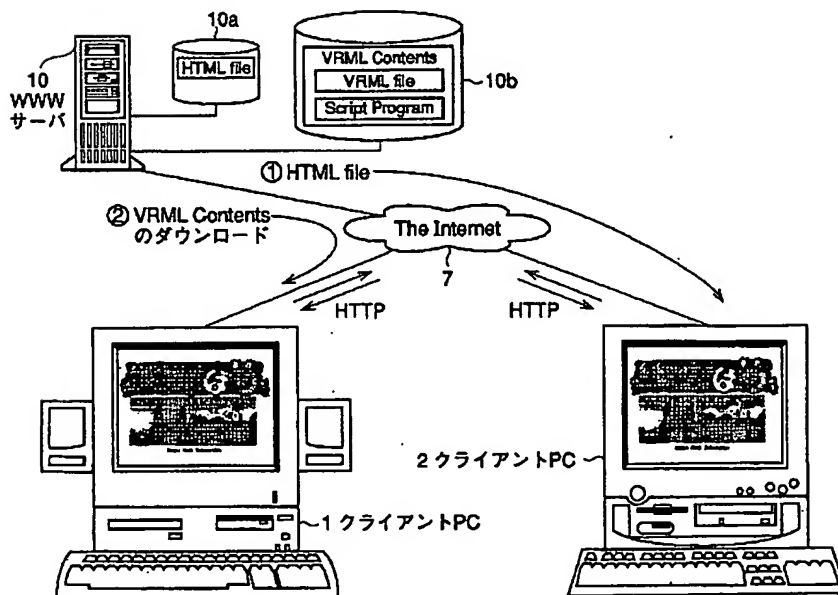 10a
HTML file
10
WWW
サーバ
VRML Contents
VRML file
Script Program
10b
① HTML file
② VRML Contents
のダウンロード
The Internet
7
HTTP
HTTP
2 クライアントPC
1 クライアントPC